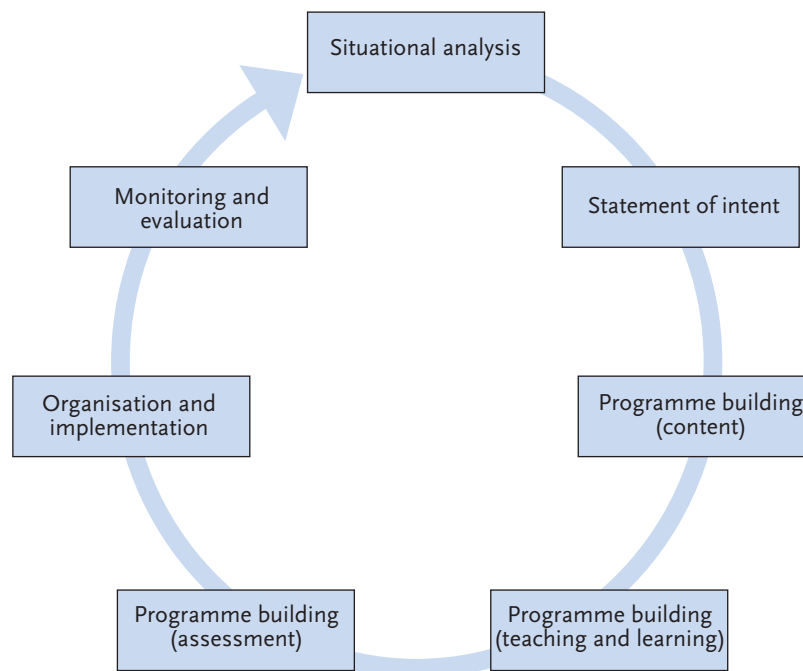 Situational analysis
Statement of intent
Programme building
(content)
Programme building
(teaching and learning)
Programme building
(assessment)
Organisation and
implementation
Monitoring and
evaluation